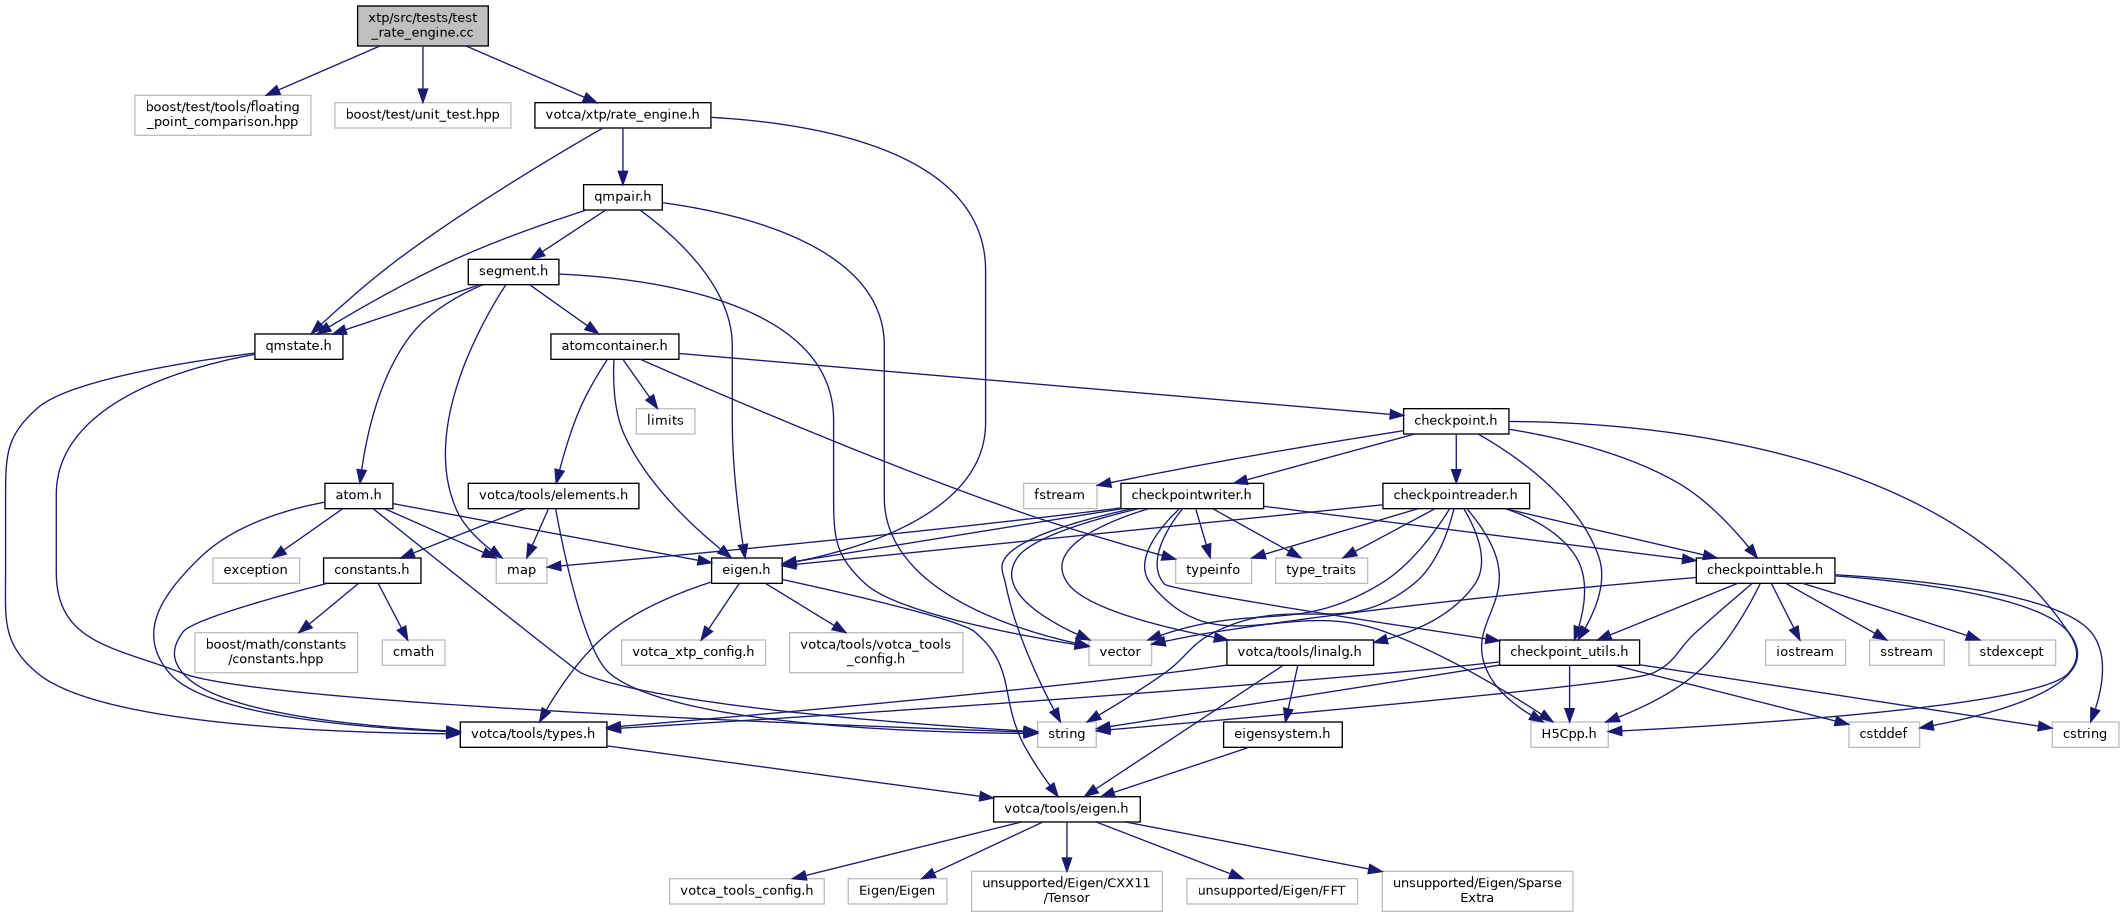 xtp/src/tests/test
_rate_engine.cc
boost/test/tools/floating
_point_comparison.hpp
boost/test/unit_test.hpp
votca/xtp/rate_engine.h
qmpair.h
segment.h
qmstate.h
atomcontainer.h
limits
checkpoint.h
atom.h
votca/tools/elements.h
fstream
checkpointwriter.h
checkpointreader.h
exception
constants.h
map
eigen.h
typeinfo
type_traits
checkpointtable.h
boost/math/constants
/constants.hpp
cmath
votca_xtp_config.h
votca/tools/votca_tools
_config.h
vector
votca/tools/linalg.h
checkpoint_utils.h
iostream
sstream
stdexcept
votca/tools/types.h
string
eigensystem.h
H5Cpp.h
cstddef
cstring
votca/tools/eigen.h
votca_tools_config.h
Eigen/Eigen
unsupported/Eigen/CXX11
/Tensor
unsupported/Eigen/FFT
unsupported/Eigen/Sparse
Extra